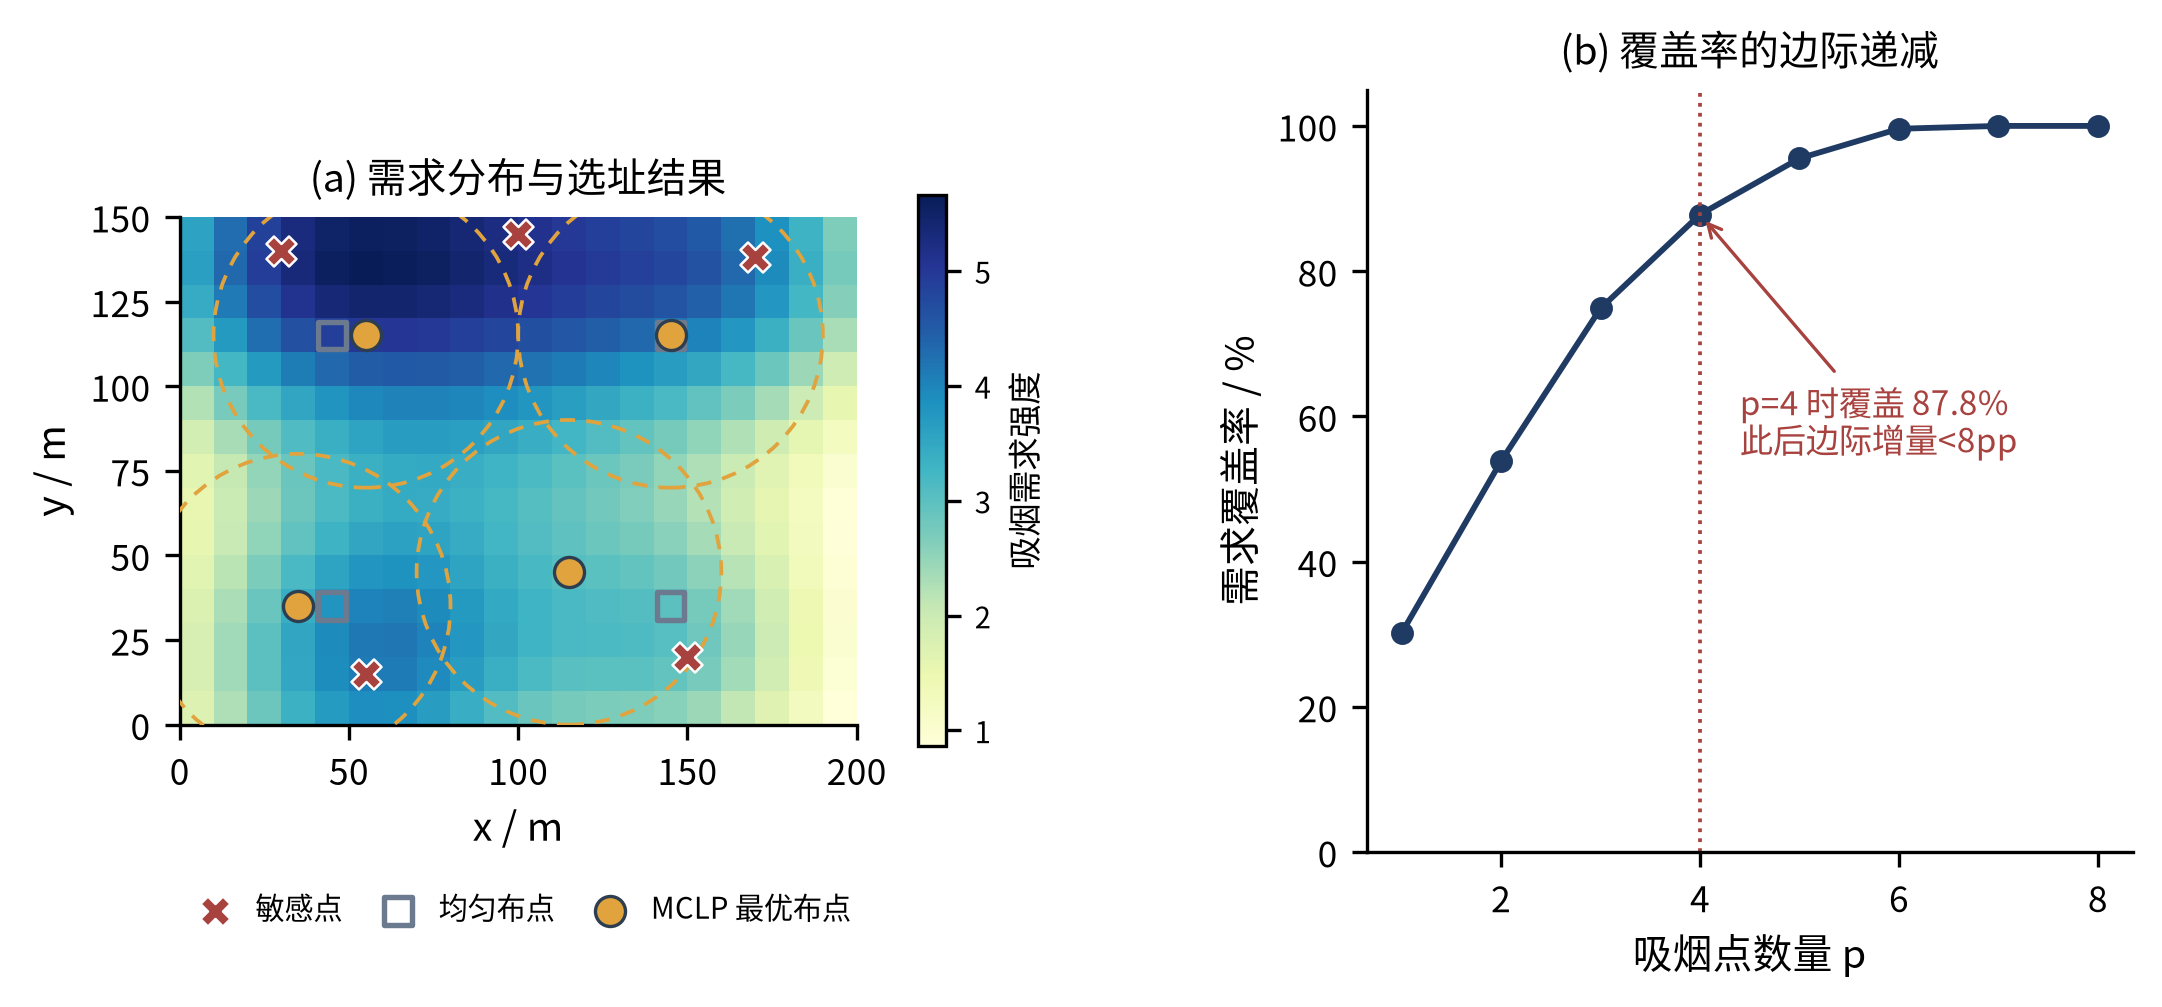 (a) 需求分布与选址结果
150
125
100
75
50
25
0
y / m
0 50 100 150 200
x / m
5
4
3
2
1
吸烟需求强度
敏感点 均匀布点 MCLP 最优布点
(b) 覆盖率的边际递减
100
80
60
40
20
0
需求覆盖率 / %
p=4 时覆盖 87.8%
此后边际增量<8pp
2 4 6 8
吸烟点数量 p